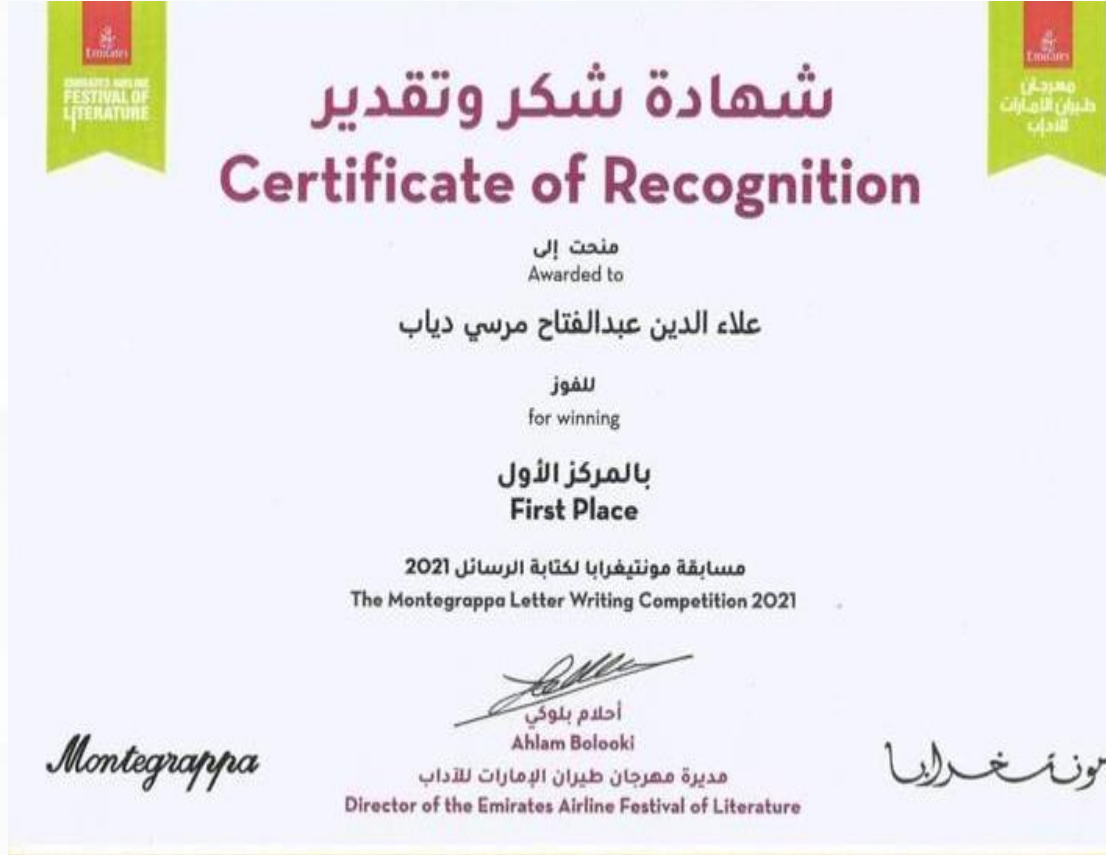 Emirates
EMIRATES AIRLINE
FESTIVAL OF
LITERATURE
Emirates
مهرجان
طيران الإمارات
للآداب
شهادة شكر وتقدير
Certificate of Recognition
منحت إلى
Awarded to
علاء الدين عبدالفتاح مرسي دياب
للفوز
for winning
بالمركز الأول
First Place
مسابقة مونتيغرابا لكتابة الرسائل 2021
The Montegrappa Letter Writing Competition 2021
أحلام بلوكي
Ahlam Bolooki
مديرة مهرجان طيران الإمارات للآداب
Director of the Emirates Airline Festival of Literature
Montegrappa